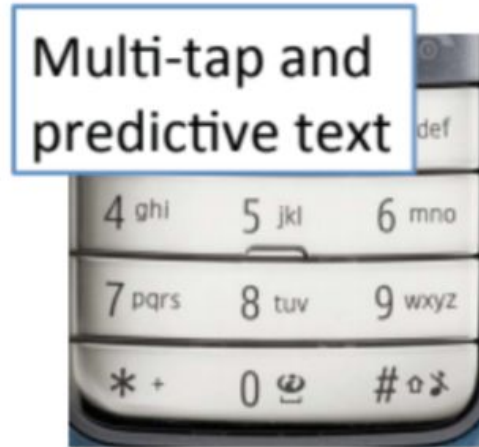 Multi-tap and
predictive text
def
4 ghi 5 jkl 6 mno
7 pqrs 8 tuv 9 wxyz
* + 0 #